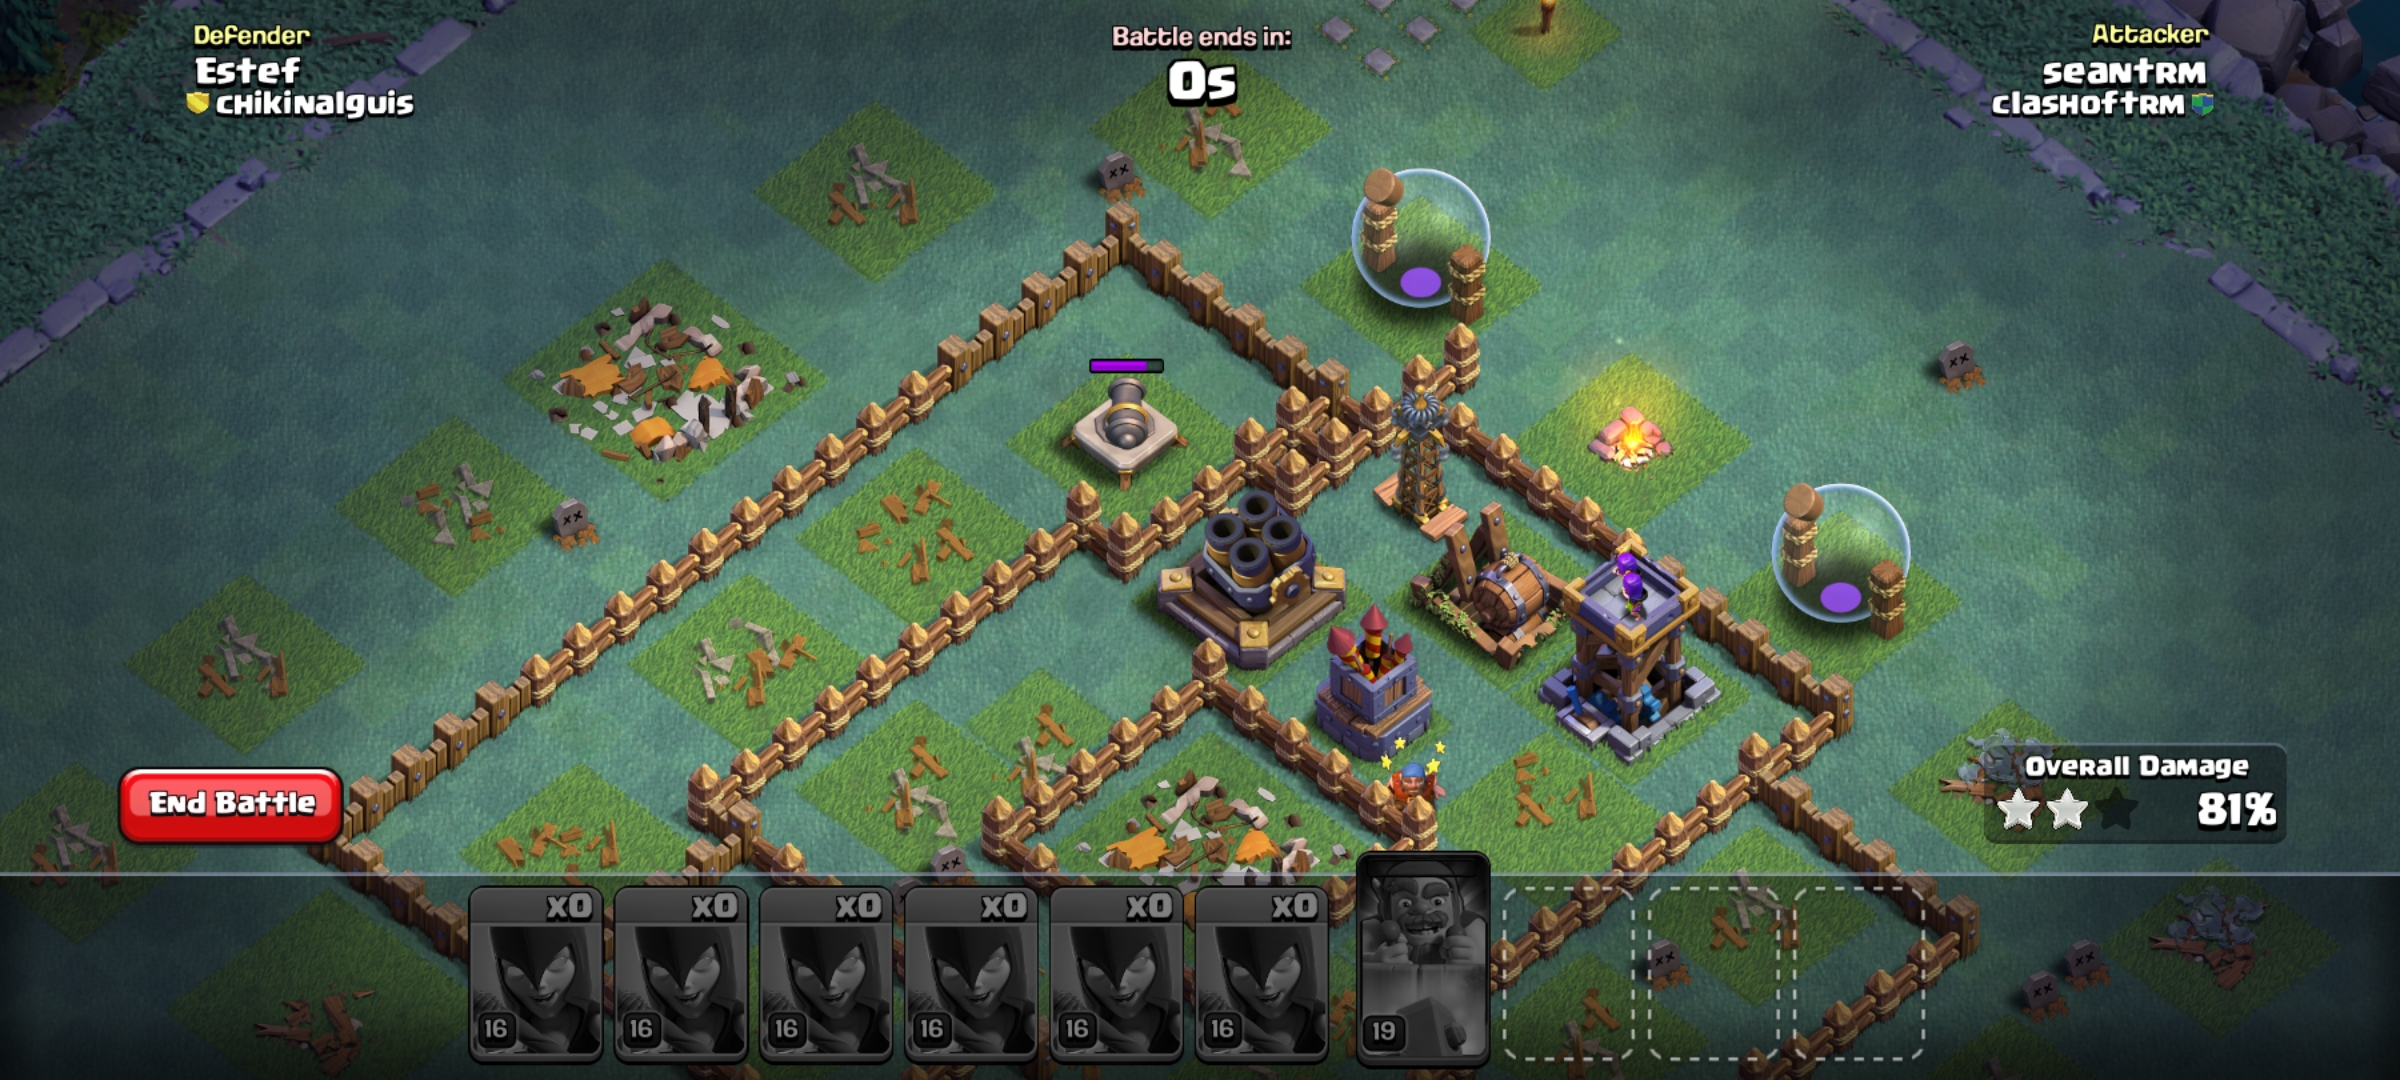 Defender
Estef
chikinalguis
Battle ends in:
0s
Attacker
seantrm
clashoftrm
End Battle
Overall Damage
81%
x0 x0 x0 x0 x0 x0
16 16 16 16 16 16 19